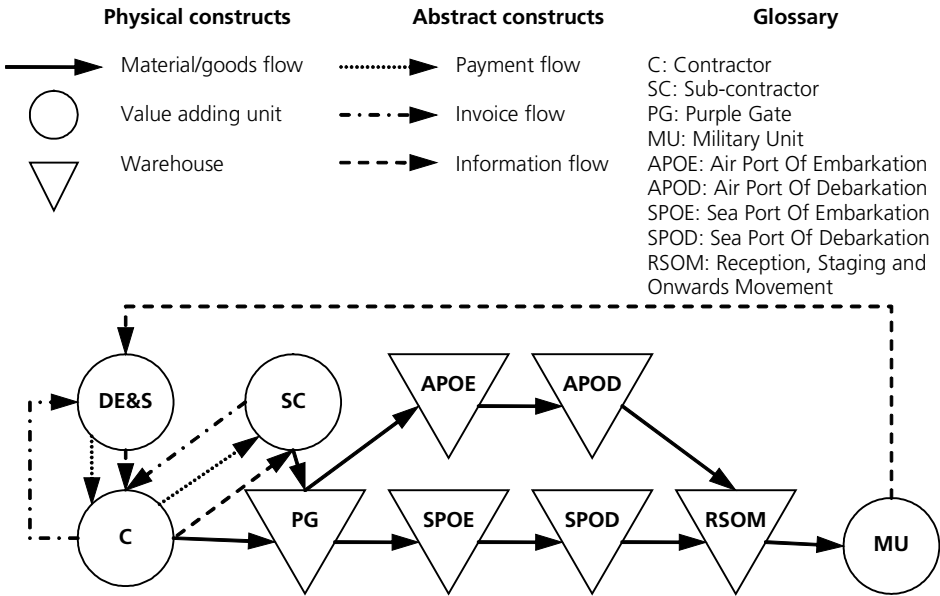 Physical constructs
Material/goods flow
Value adding unit
Warehouse
Abstract constructs
Payment flow
Invoice flow
Information flow
Glossary
C: Contractor
SC: Sub-contractor
PG: Purple Gate
MU: Military Unit
APOE: Air Port Of Embarkation
APOD: Air Port Of Debarkation
SPOE: Sea Port Of Embarkation
SPOD: Sea Port Of Debarkation
RSOM: Reception, Staging and
Onwards Movement
DE&S
SC
APOE
APOD
C
PG
SPOE
SPOD
RSOM
MU